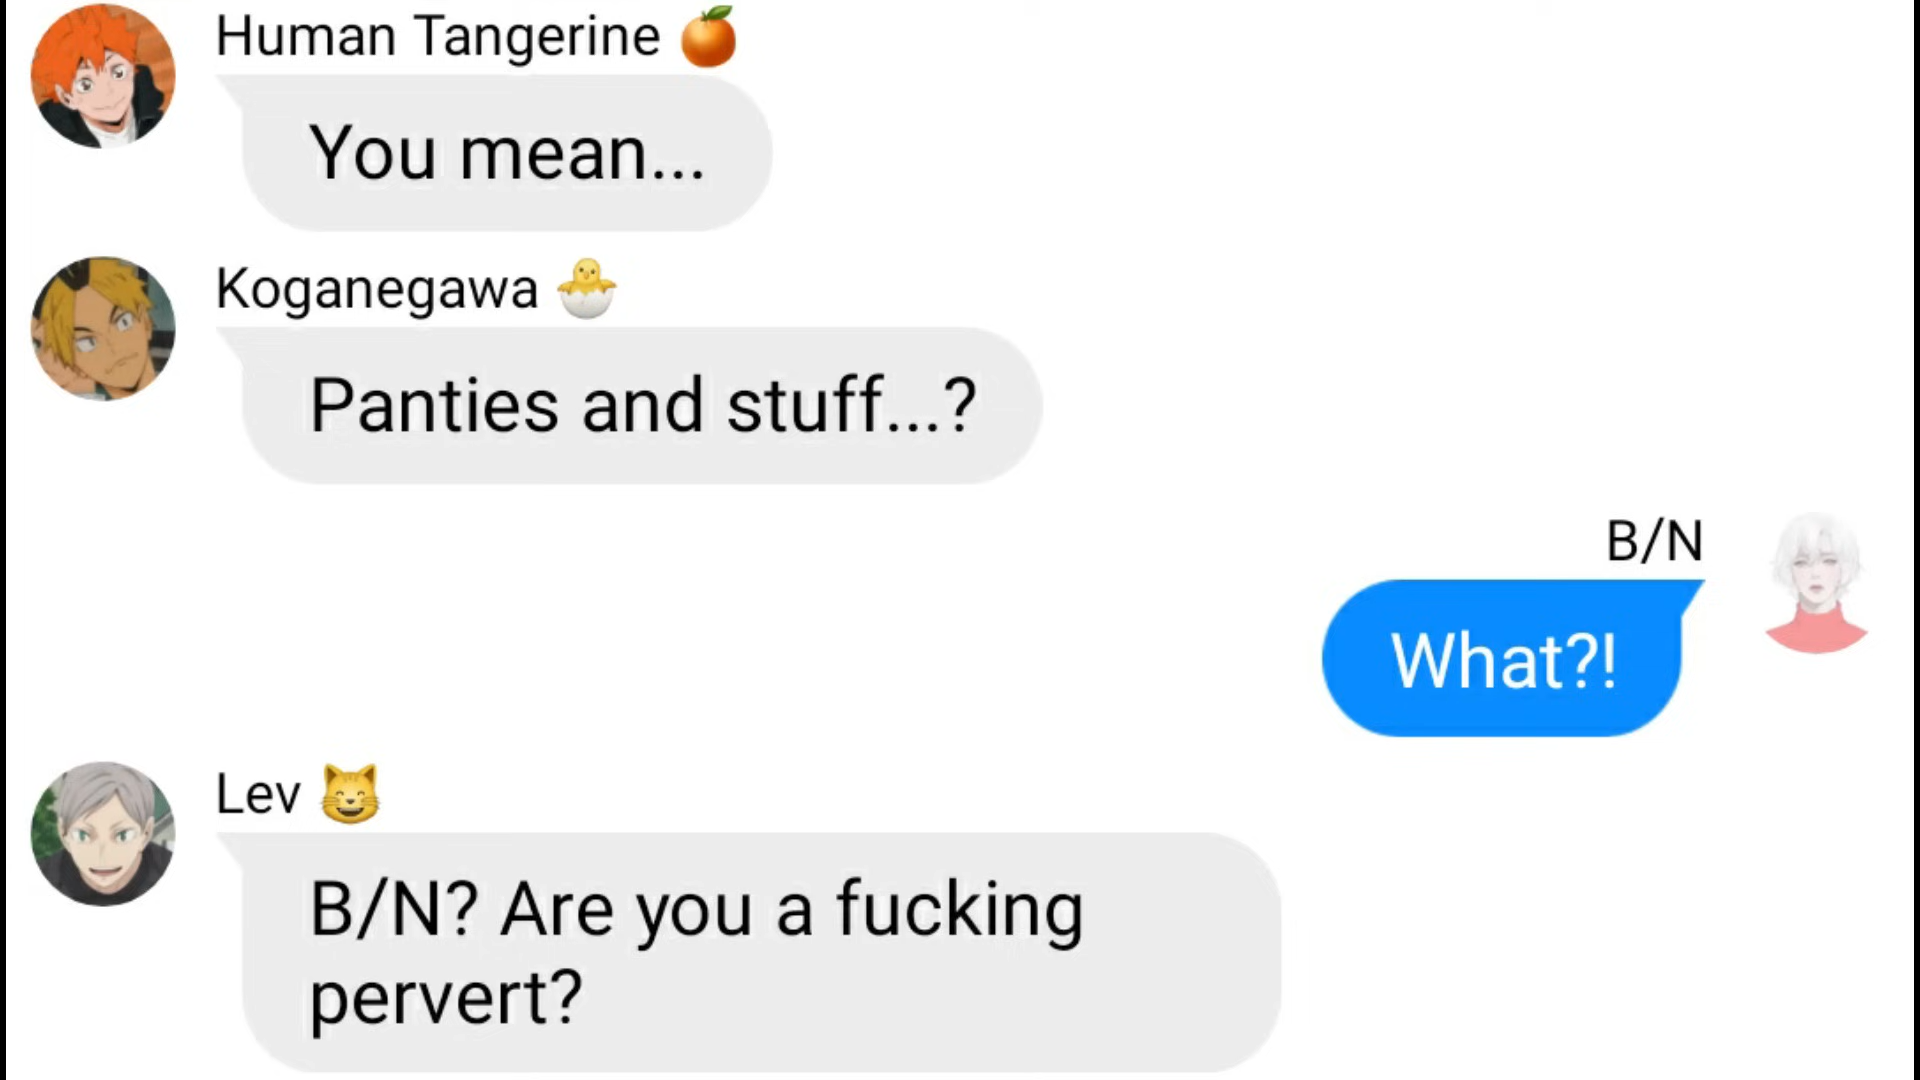 Human Tangerine 🍊
You mean...
Koganegawa 🐣
Panties and stuff...?
B/N
What?!
Lev 😸
B/N? Are you a fucking
pervert?